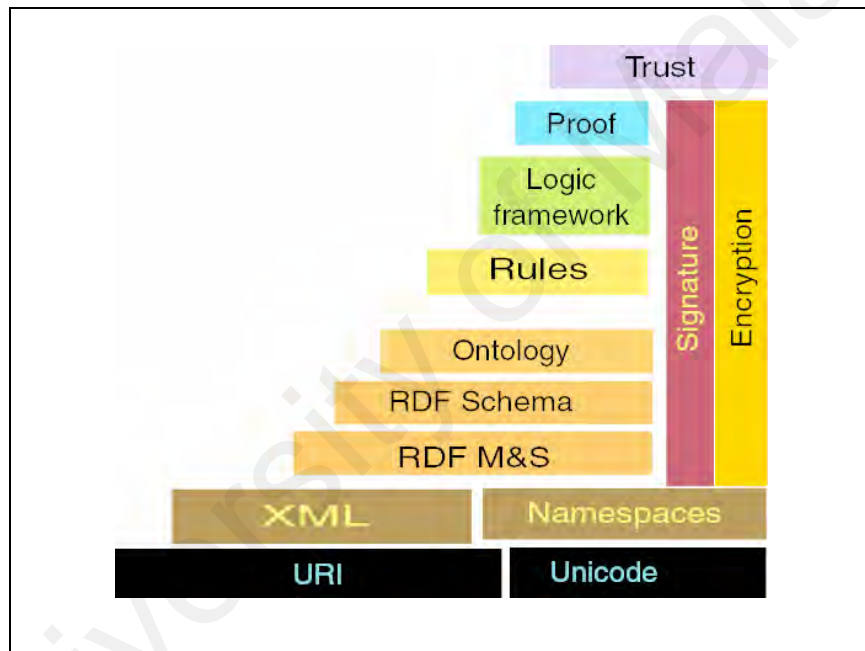 Trust
Proof
Logic
framework
Rules
Ontology
RDF Schema
RDF M&S
Signature
Encryption
XML
Namespaces
URI
Unicode